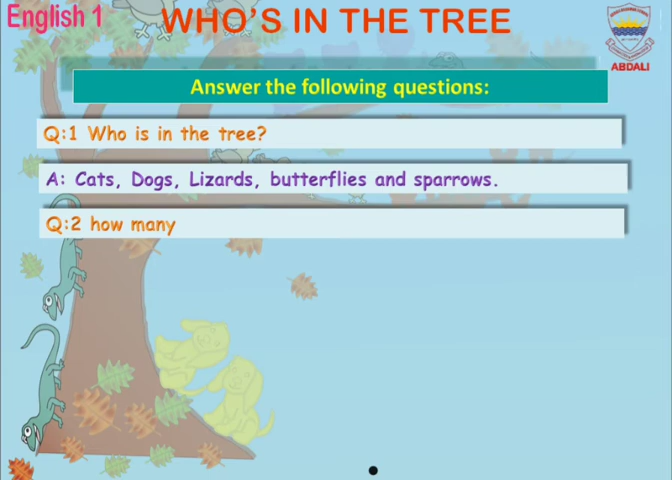 English 1
WHO'S IN THE TREE
ABDALI
Answer the following questions:
Q:1 Who is in the tree?
A: Cats, Dogs, Lizards, butterflies and sparrows.
Q:2 how many